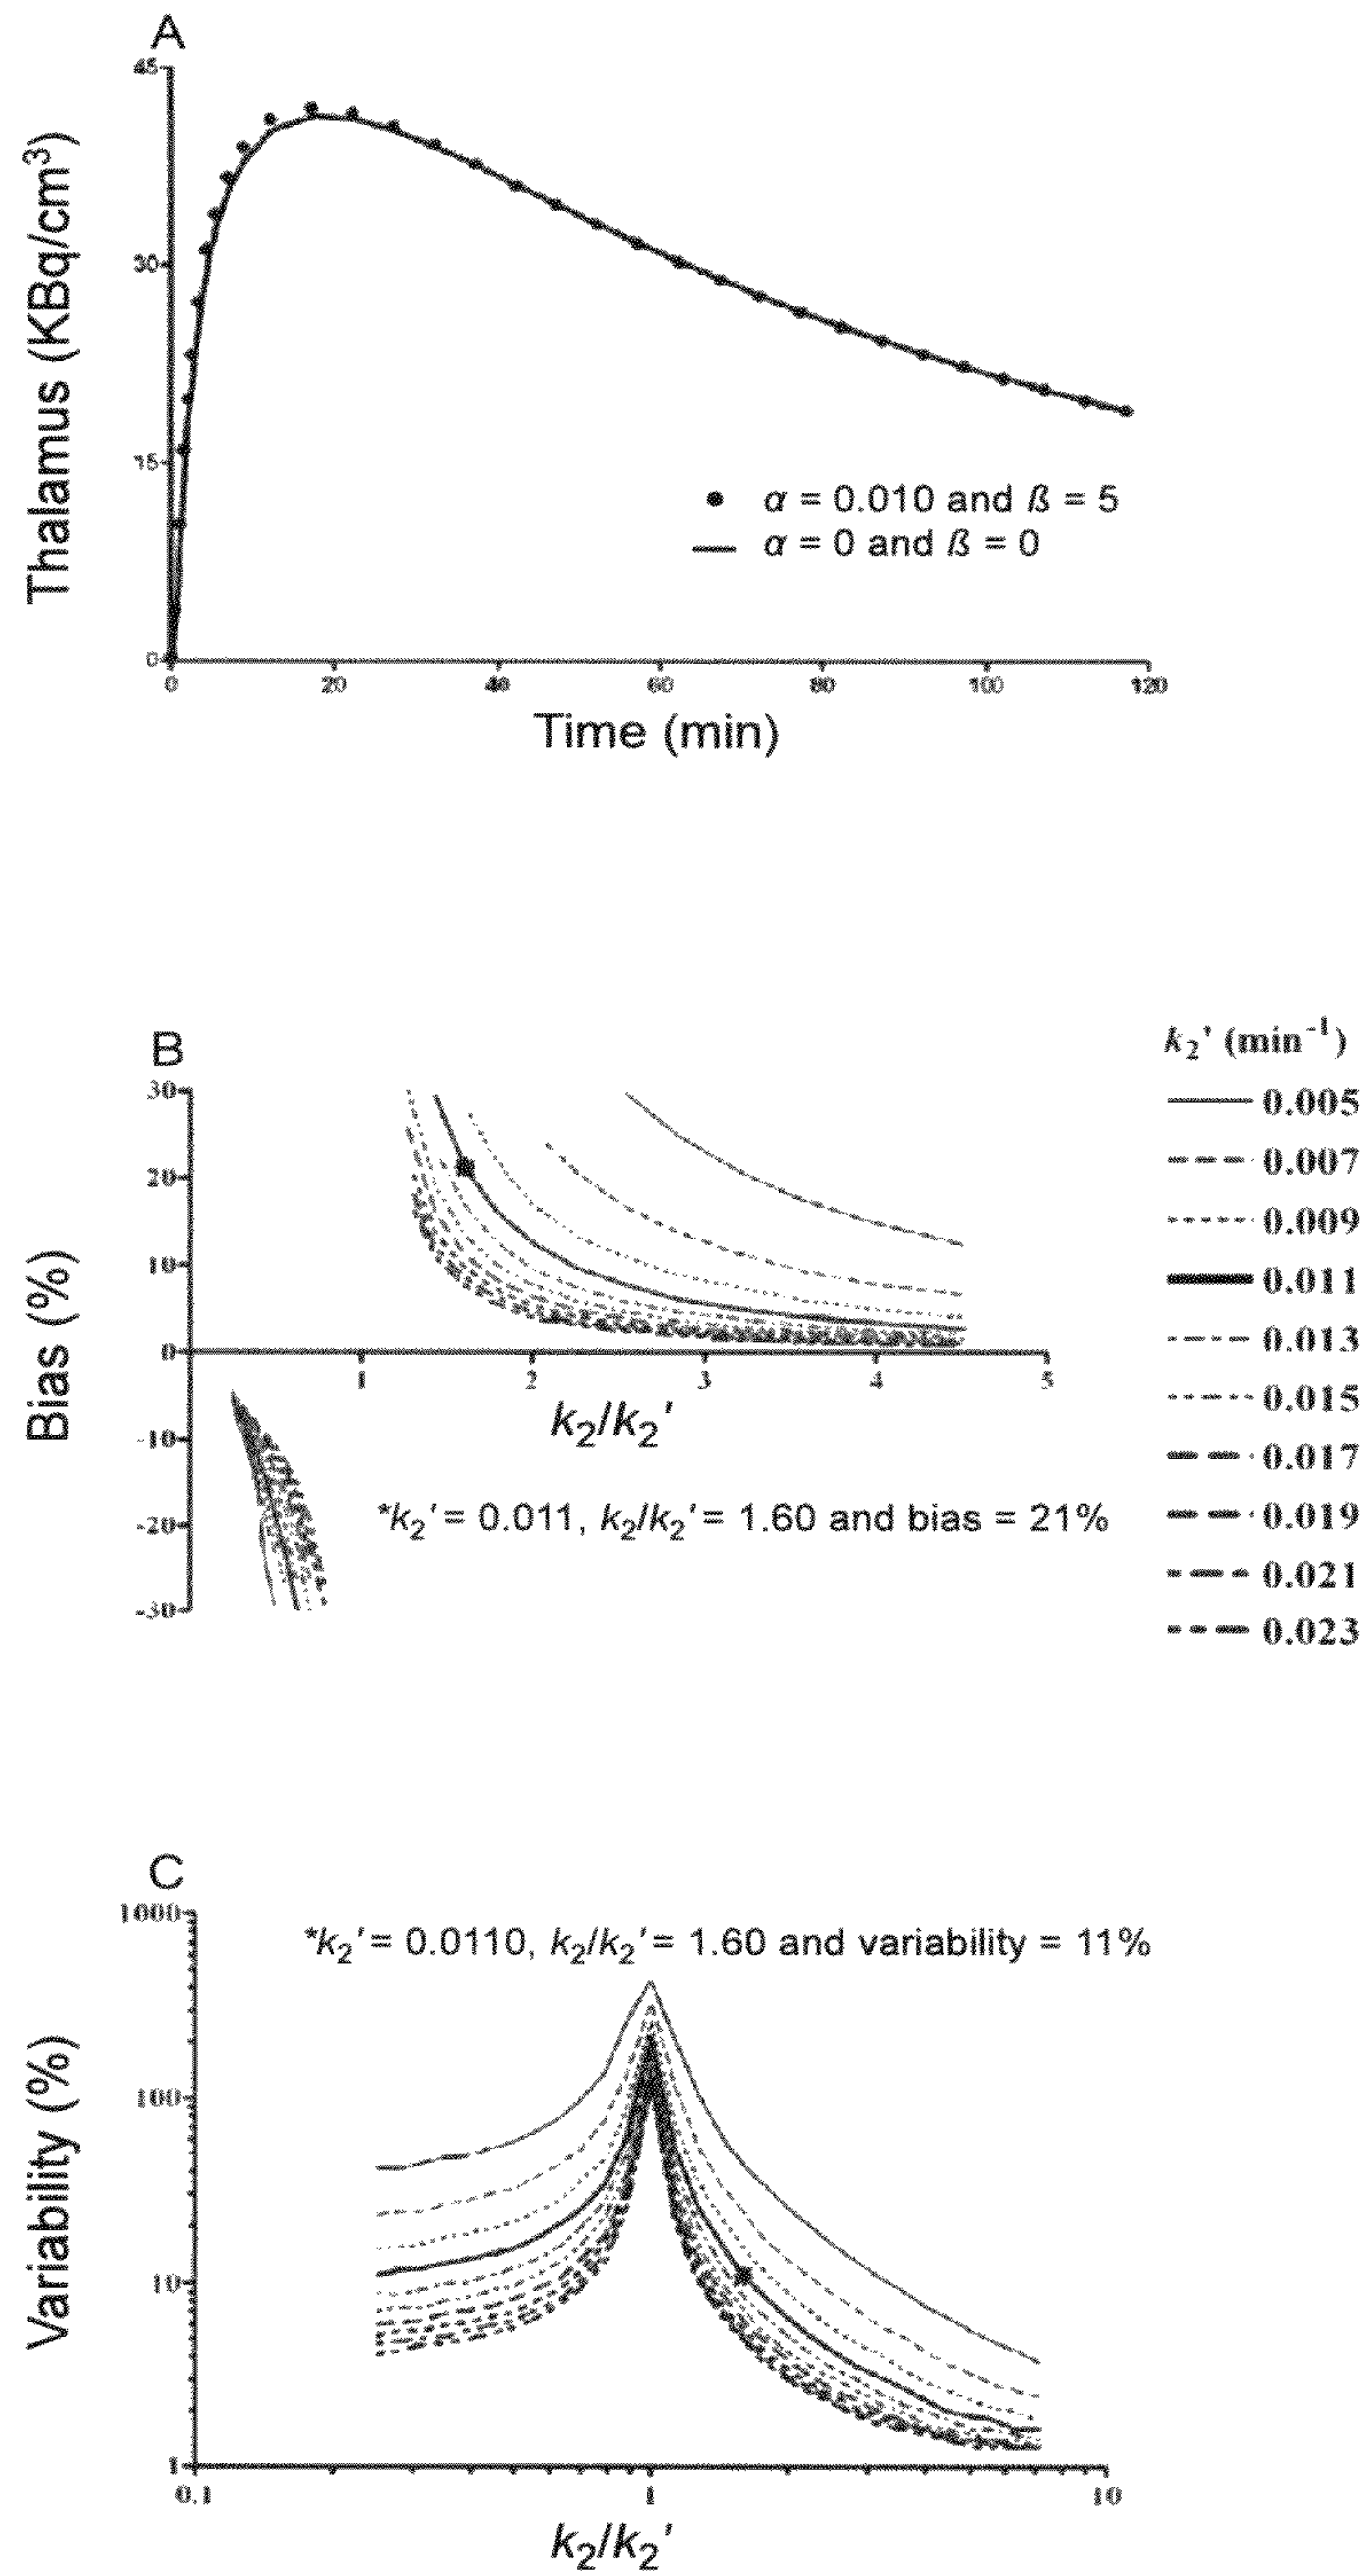 A
Thalamus (KBq/cm³)
45
30
15
0
0 20 40 60 80 100 120
Time (min)
α = 0.010 and ß = 5
α = 0 and ß = 0
B
Bias (%)
30
20
10
0
-10
-20
-30
1 2 3 4 5
k₂/k₂'
*k₂' = 0.011, k₂/k₂' = 1.60 and bias = 21%
k₂' (min⁻¹)
0.005
0.007
0.009
0.011
0.013
0.015
0.017
0.019
0.021
0.023
C
Variability (%)
1000
100
10
1
0.1 1 10
*k₂' = 0.0110, k₂/k₂' = 1.60 and variability = 11%
k₂/k₂'